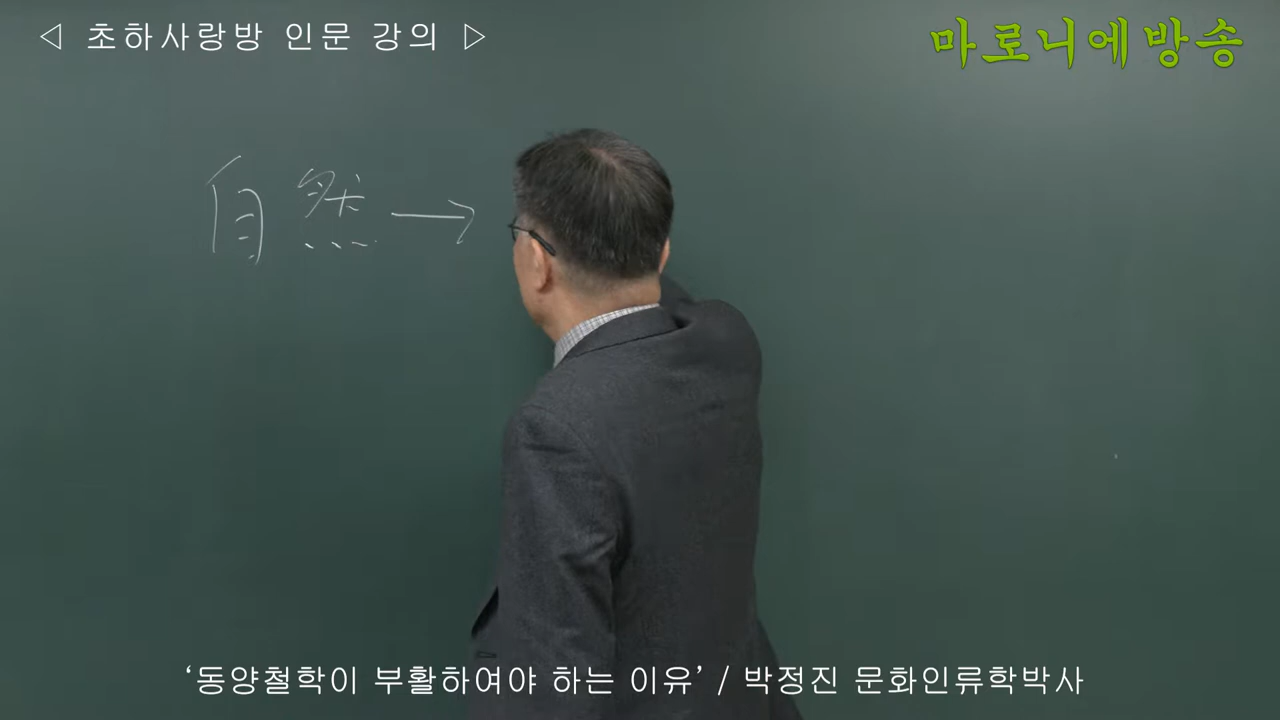 ◁ 초하사랑방 인문 강의 ▷
마로니에방송
自然→
‘동양철학이 부활하여야 하는 이유’ / 박정진 문화인류학박사